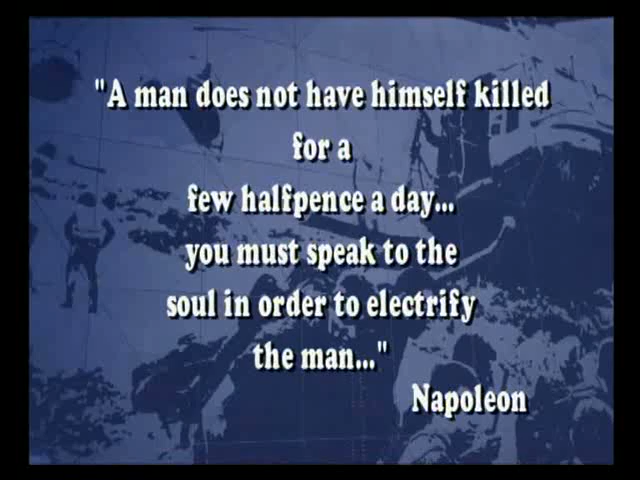 "A man does not have himself killed
for a
few halfpence a day...
you must speak to the
soul in order to electrify
the man..."
Napoleon